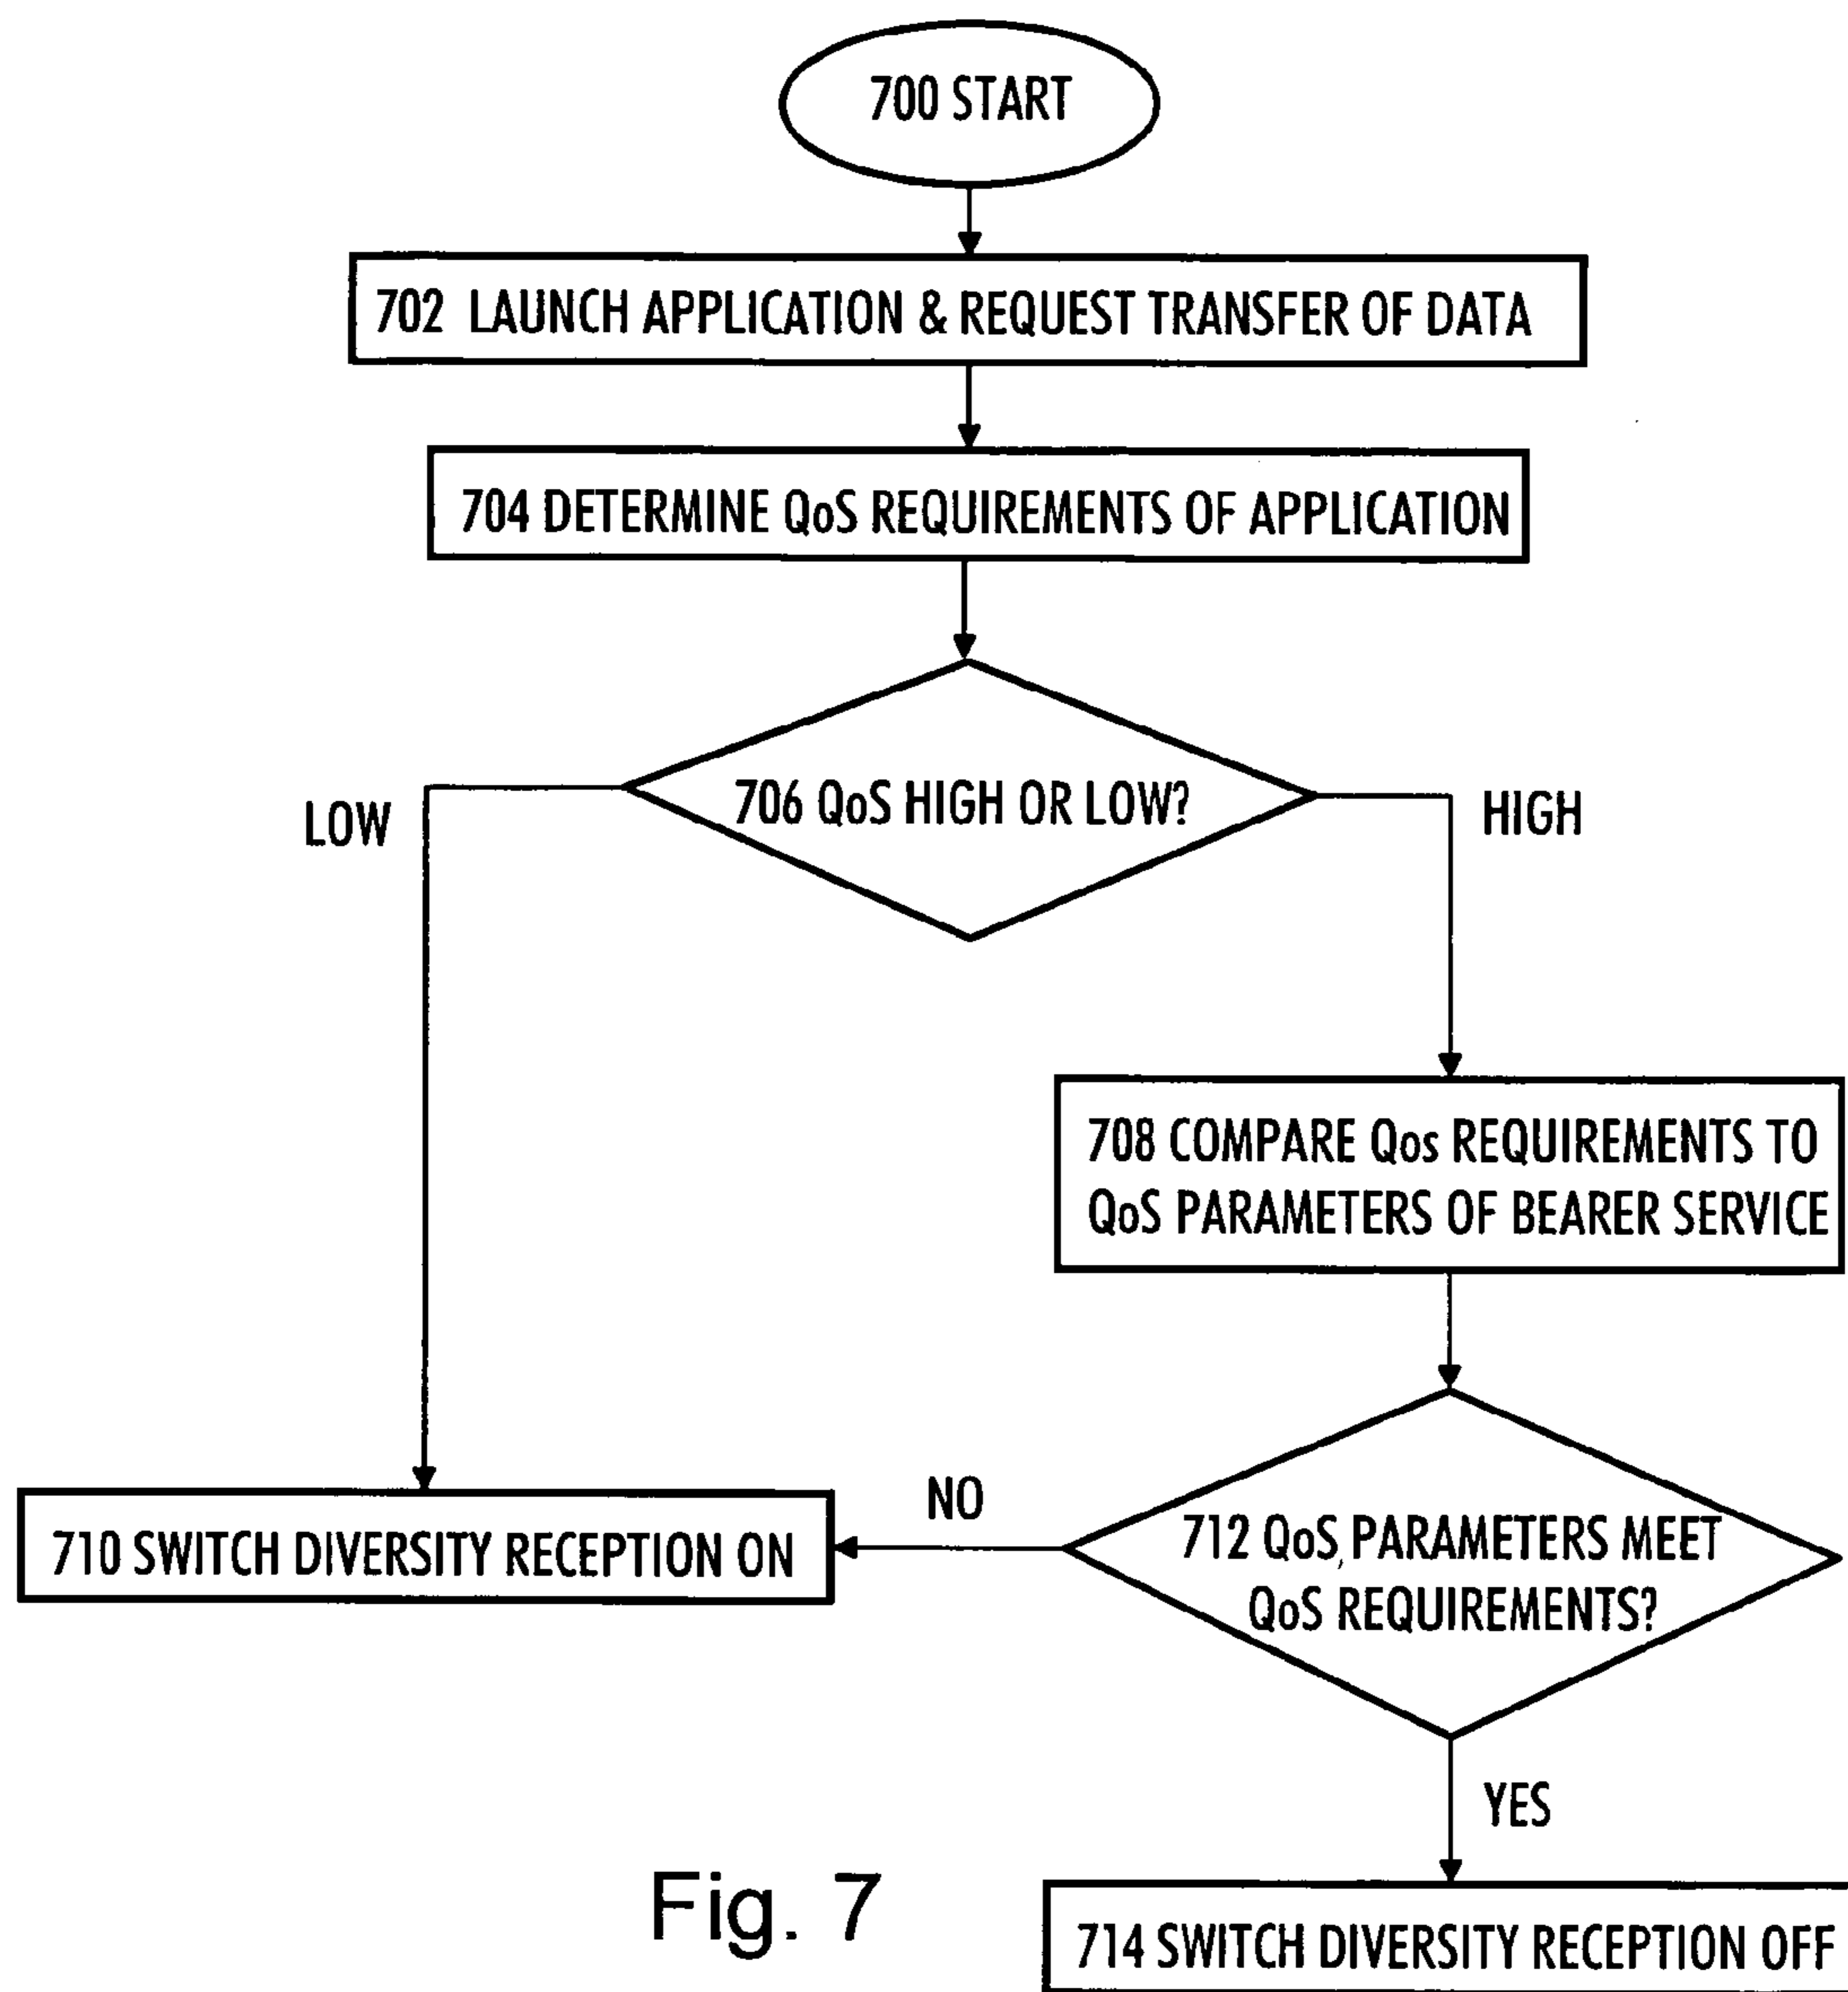 700 START
702 LAUNCH APPLICATION & REQUEST TRANSFER OF DATA
704 DETERMINE QoS REQUIREMENTS OF APPLICATION
706 QoS HIGH OR LOW?
LOW
HIGH
708 COMPARE Qos REQUIREMENTS TO
QoS PARAMETERS OF BEARER SERVICE
710 SWITCH DIVERSITY RECEPTION ON
NO
712 QoS PARAMETERS MEET
QoS REQUIREMENTS?
YES
714 SWITCH DIVERSITY RECEPTION OFF
Fig. 7